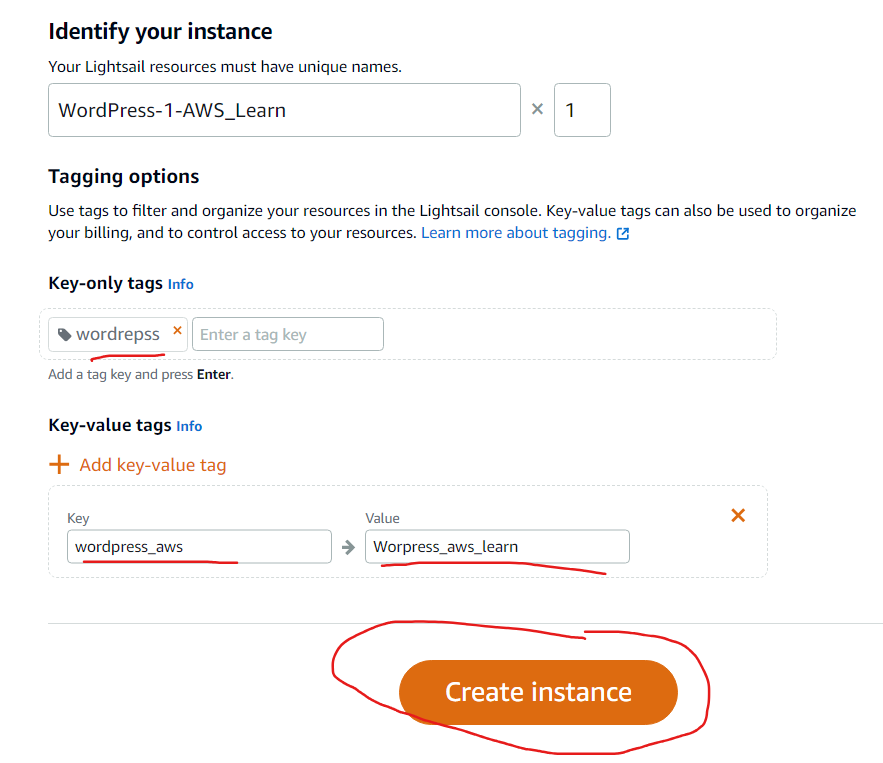 Identify your instance
Your Lightsail resources must have unique names.
WordPress-1-AWS_Learn × 1
Tagging options
Use tags to filter and organize your resources in the Lightsail console. Key-value tags can also be used to organize
your billing, and to control access to your resources. Learn more about tagging.
Key-only tags Info
wordrepss × Enter a tag key
Add a tag key and press Enter.
Key-value tags Info
+ Add key-value tag
Key Value
wordpress_aws → Worpress_aws_learn
Create instance